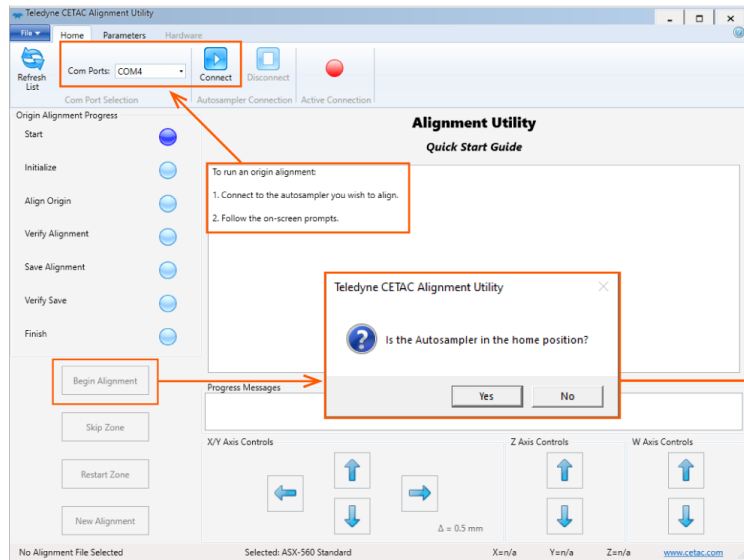 Teledyne CETAC Alignment Utility
File Home Parameters Hardware
Refresh List
Com Ports: COM4
Connect
Disconnect
Com Port Selection
Autosampler Connection
Active Connection
Origin Alignment Progress
Start
Initialize
Align Origin
Verify Alignment
Save Alignment
Verify Save
Finish
Begin Alignment
Skip Zone
Restart Zone
New Alignment
Alignment Utility
Quick Start Guide
To run an origin alignment:
1. Connect to the autosampler you wish to align.
2. Follow the on-screen prompts.
Teledyne CETAC Alignment Utility
Is the Autosampler in the home position?
Yes
No
Progress Messages
X/Y Axis Controls
Δ = 0.5 mm
Z Axis Controls
W Axis Controls
No Alignment File Selected
Selected: ASX-560 Standard
X=n/a
Y=n/a
Z=n/a
www.cetac.com